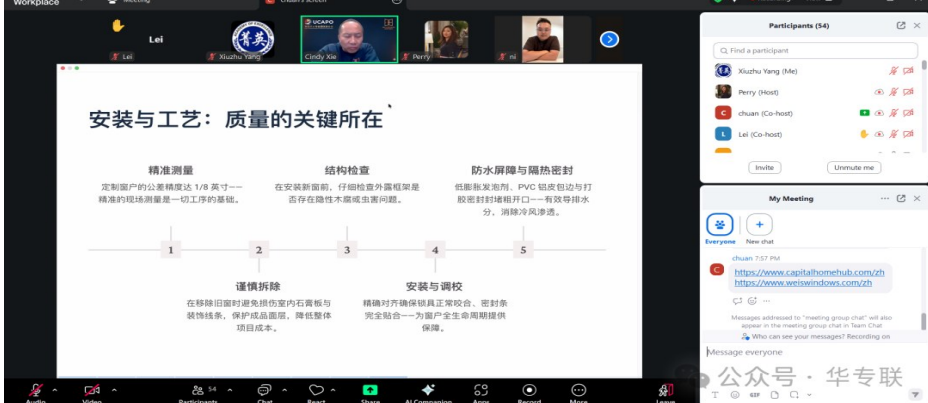 Workplace
Meeting
chuan's screen
Lei
Lei
Xiuzhu Yang
UCAPO
Cindy Xie
Perry
ni
安装与工艺：质量的关键所在
精准测量
定制窗户的公差精度达 1/8 英寸——
精准的现场测量是一切工序的基础。
结构检查
在安装新窗前，仔细检查外露框架是
否存在隐性木腐或虫害问题。
防水屏障与隔热密封
低膨胀发泡剂、PVC 铝皮包边与打
胶密封封堵粗开口——有效导排水
分，消除冷风渗透。
1
2
3
4
5
谨慎拆除
在移除旧窗时避免损伤室内石膏板与
装饰线条，保护成品面层，降低整体
项目成本。
安装与调校
精确对齐确保锁具正常咬合、密封条
完全贴合——为窗户全生命周期提供
保障。
Audio
Video
54
Participants
Chat
React
Share
AI Companion
Apps
Record
More
Leave
Participants (54)
Find a participant
Xiuzhu Yang (Me)
Perry (Host)
C
chuan (Co-host)
L
Lei (Co-host)
Invite
Unmute me
My Meeting
Everyone
New chat
chuan 7:57 PM
C
https://www.capitalhomehub.com/zh
https://www.weiswindows.com/zh
Messages addressed to "meeting group chat" will also
appear in the meeting group chat in Team Chat
Who can see your messages? Recording on
Message everyone
公众号 · 华专联
GIF